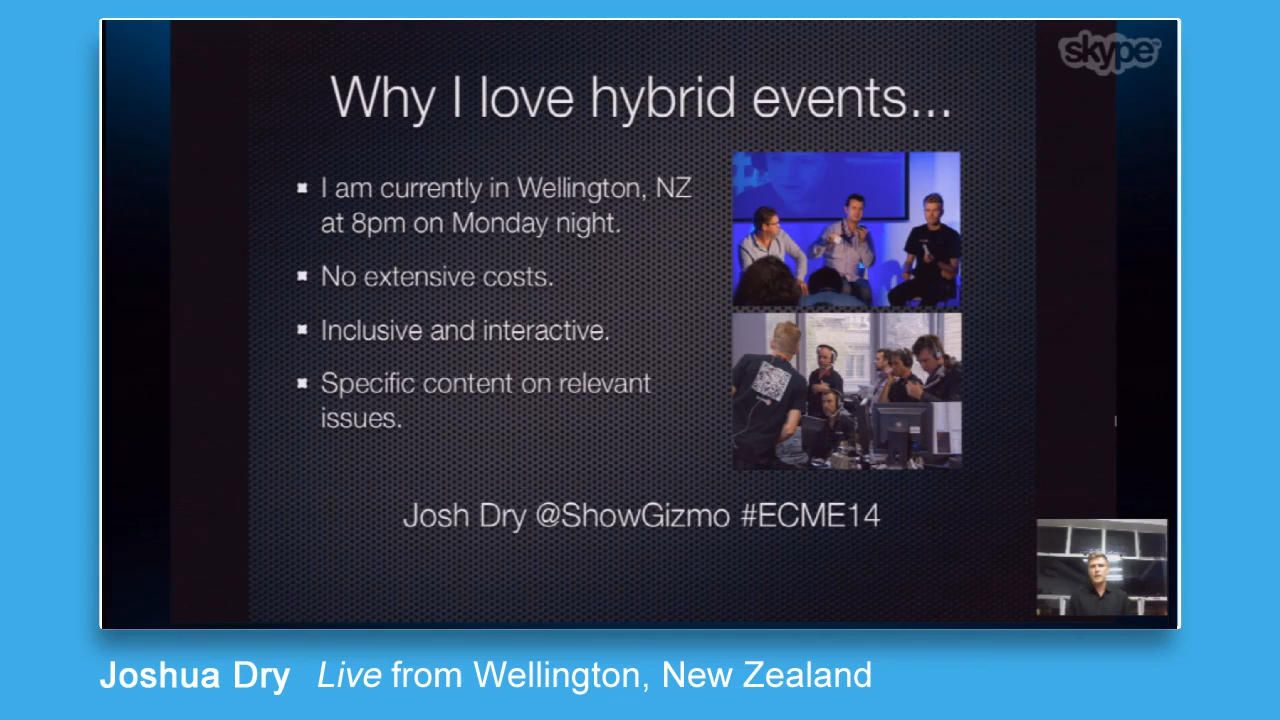 skype
Why I love hybrid events...
I am currently in Wellington, NZ
at 8pm on Monday night.
No extensive costs.
Inclusive and interactive.
Specific content on relevant
issues.
Josh Dry @ShowGizmo #ECME14
Joshua Dry Live from Wellington, New Zealand